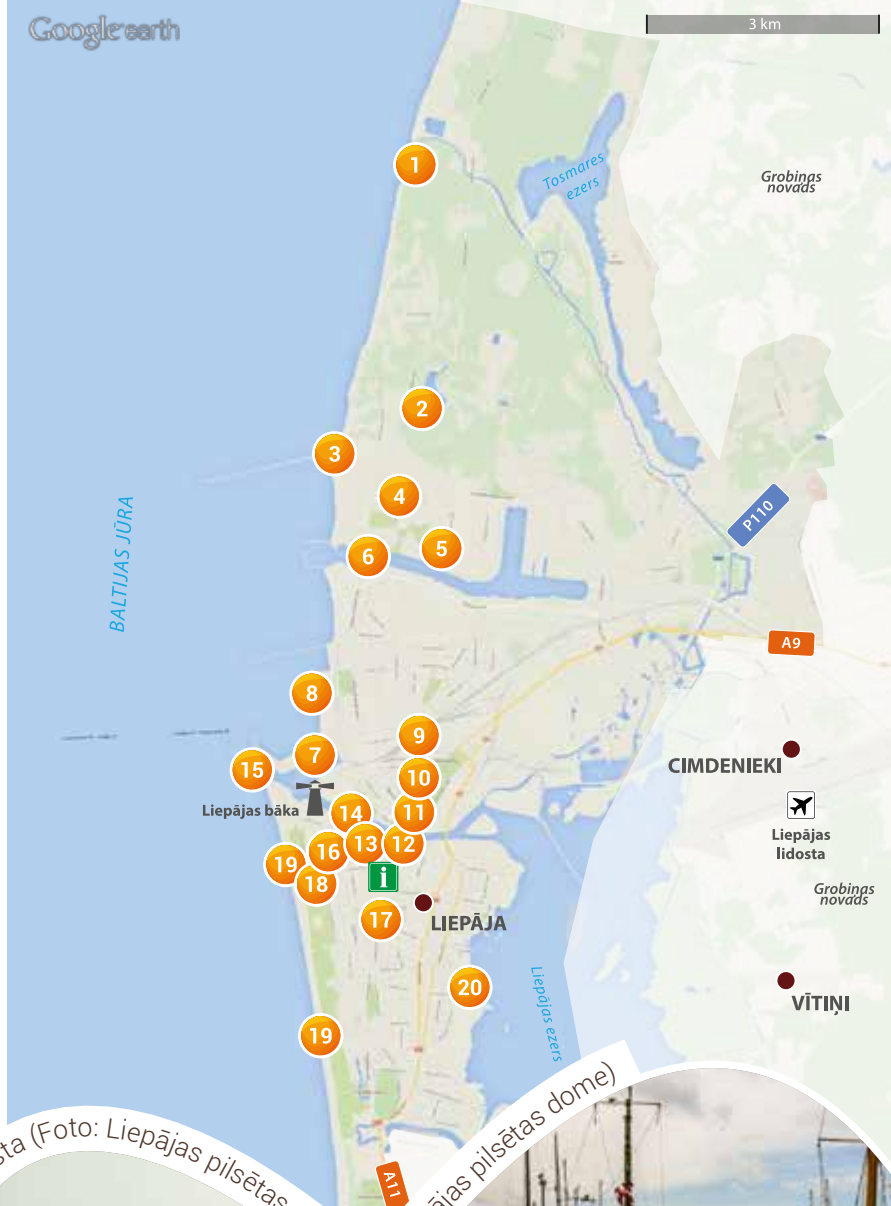 Google earth
3 km
1
Tosmares
ezers
Grobiņas
novads
2
3
4
5
6
P110
BALTIJAS JŪRA
A9
8
9
7
15
10
CIMDENIEKI
Liepājas bāka
14
11
Liepājas
lidosta
13
12
16
19
18
i
Grobiņas
novads
17
LIEPĀJA
20
Liepājas ezers
VĪTIŅI
19
sta (Foto: Liepājas pilsētas
ājas pilsētas dome)
A11